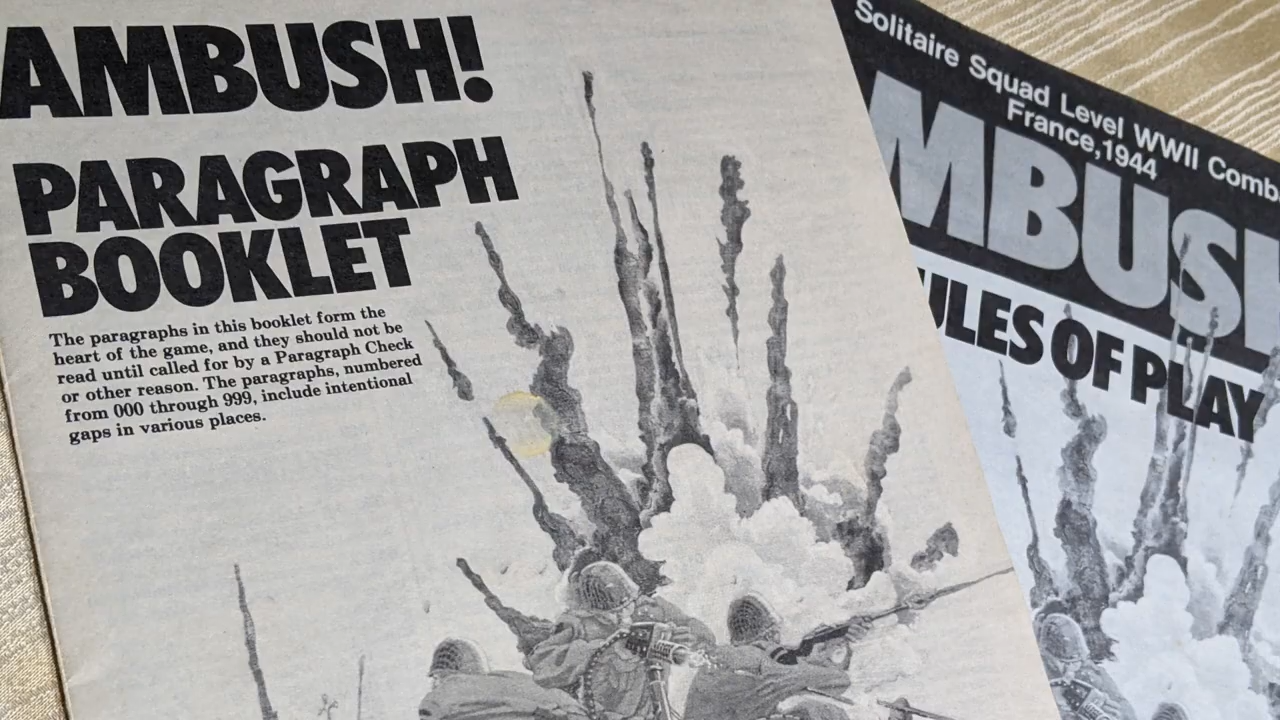 AMBUSH!
PARAGRAPH
BOOKLET
The paragraphs in this booklet form the
heart of the game, and they should not be
read until called for by a Paragraph Check
or other reason. The paragraphs, numbered
from 000 through 999, include intentional
gaps in various places.
Solitaire Squad Level WWII Comb
France,1944
MBUSH
ULES OF PLAY